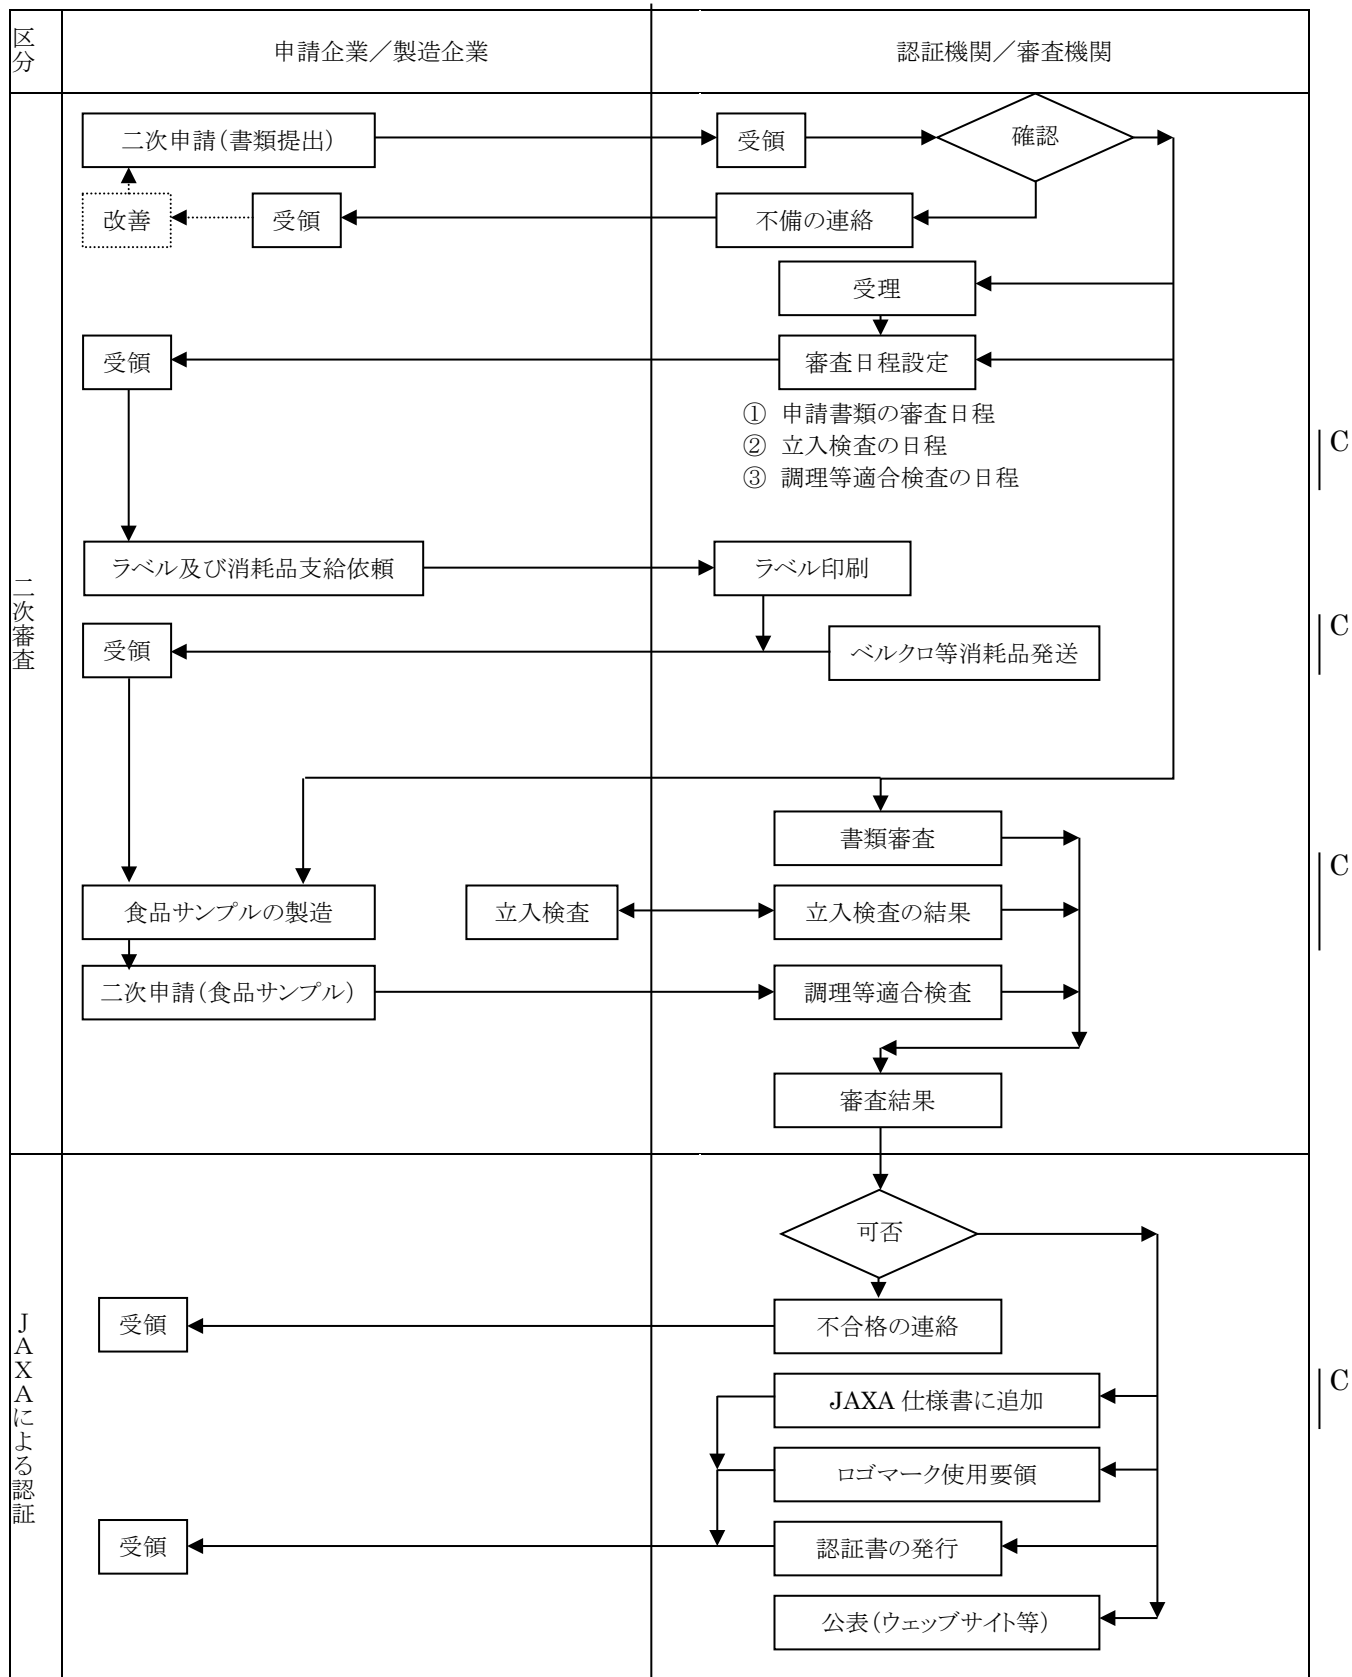 区分
申請企業／製造企業
認証機関／審査機関
二次審査
二次申請（書類提出）
受領
確認
改善
受領
不備の連絡
受理
受領
審査日程設定
① 申請書類の審査日程
② 立入検査の日程
③ 調理等適合検査の日程
C
ラベル及び消耗品支給依頼
ラベル印刷
C
受領
ベルクロ等消耗品発送
書類審査
C
食品サンプルの製造
立入検査
立入検査の結果
二次申請（食品サンプル）
調理等適合検査
審査結果
JAXAによる認証
可否
受領
不合格の連絡
C
JAXA 仕様書に追加
ロゴマーク使用要領
受領
認証書の発行
公表（ウェッブサイト等）